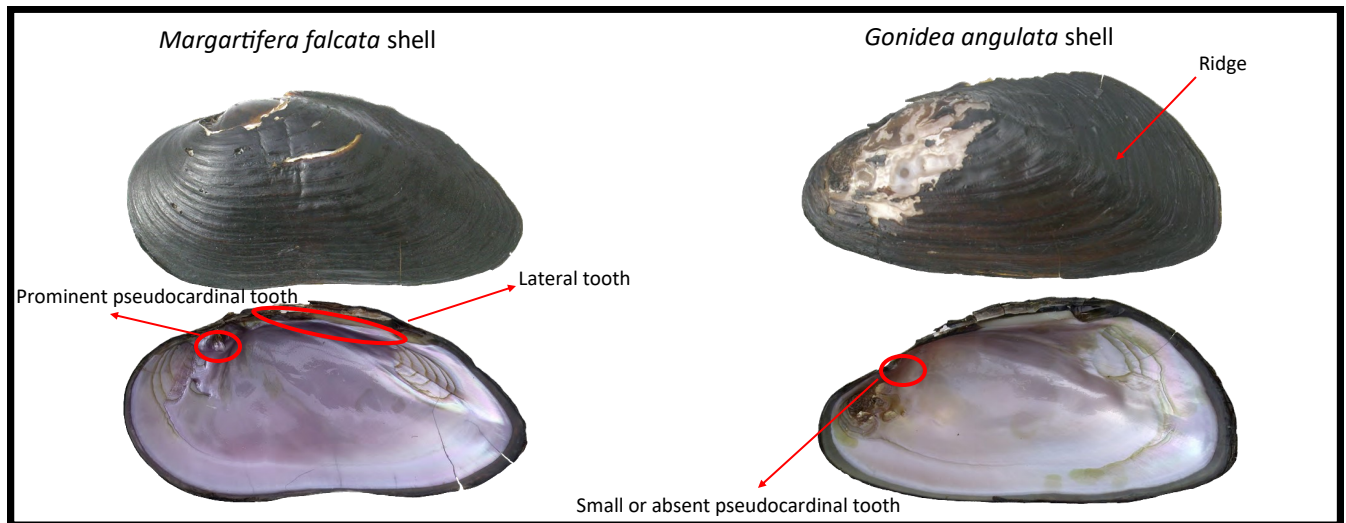 Margartifera falcata shell
Gonidea angulata shell
Ridge
Lateral tooth
Prominent pseudocardinal tooth
Small or absent pseudocardinal tooth